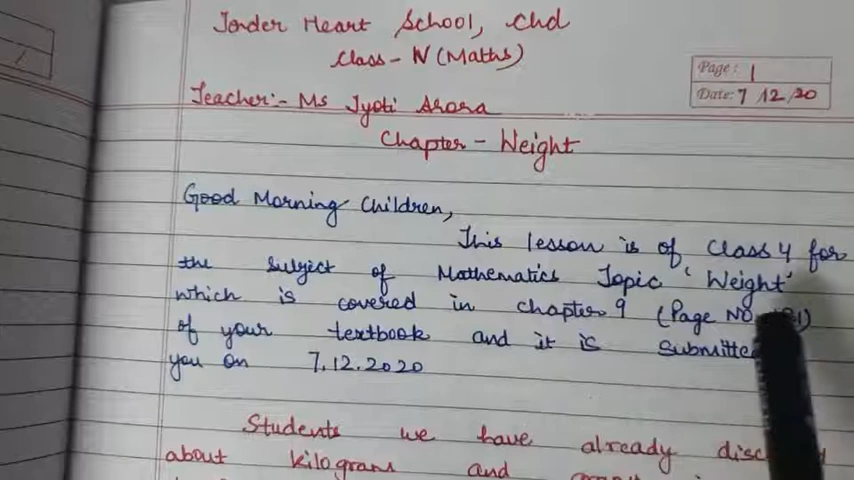 Tender Heart School, Chd
Class - IV (Maths)
Page: 1
Date: 7/12/20
Teacher:- Ms Jyoti Arora
Chapter - Weight
Good Morning Children,
This lesson is of Class 4 for
the subject of Mathematics Topic 'Weight'
which is covered in chapter 9 (Page No.
of your textbook and it is
you on 7.12.2020
Students we have already
about kilogram and